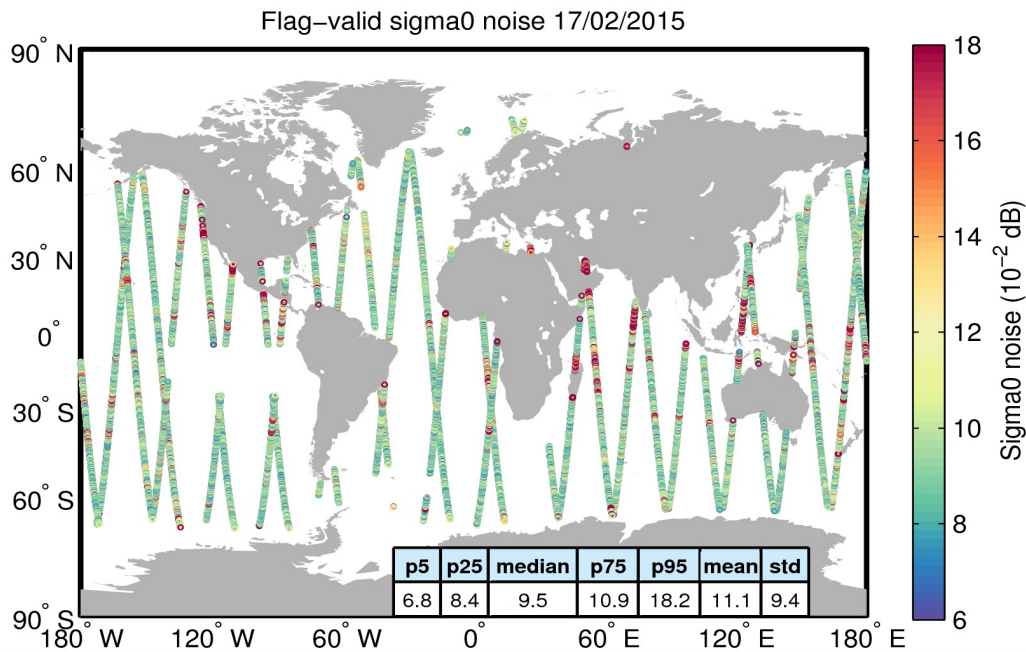 Flag−valid sigma0 noise 17/02/2015
90° N
60° N
30° N
0°
30° S
60° S
90° S
180° W
120° W
60° W
0°
60° E
120° E
180° E
p5 p25 median p75 p95 mean std
6.8 8.4 9.5 10.9 18.2 11.1 9.4
18
16
14
12
10
8
6
Sigma0 noise (10⁻² dB)